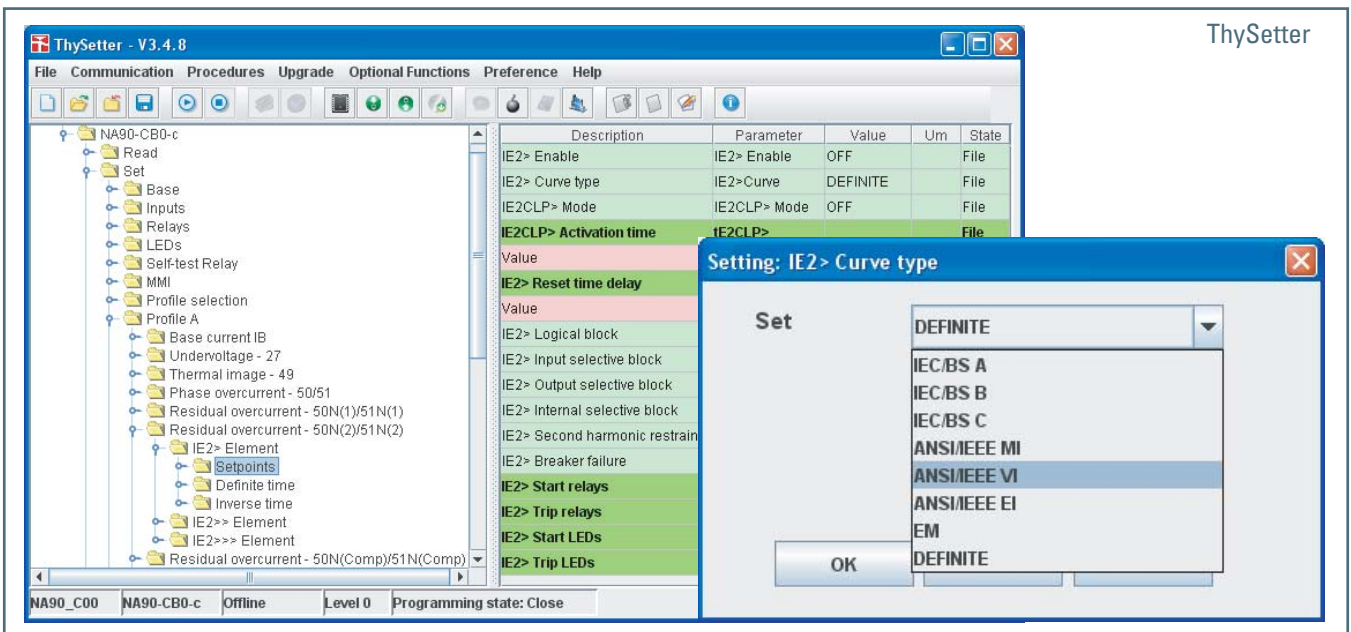 ThySetter
ThySetter - V3.4.8
File Communication Procedures Upgrade Optional Functions Preference Help
NA90-CB0-c
Read
Set
Base
Inputs
Relays
LEDs
Self-test Relay
MMI
Profile selection
Profile A
Base current IB
Undervoltage - 27
Thermal image - 49
Phase overcurrent - 50/51
Residual overcurrent - 50N(1)/51N(1)
Residual overcurrent - 50N(2)/51N(2)
IE2> Element
Setpoints
Definite time
Inverse time
IE2>> Element
IE2>>> Element
Residual overcurrent - 50N(Comp)/51N(Comp)
Description Parameter Value Um State
IE2> Enable IE2> Enable OFF File
IE2> Curve type IE2>Curve DEFINITE File
IE2CLP> Mode IE2CLP> Mode OFF File
IE2CLP> Activation time tE2CLP> File
Value
IE2> Reset time delay
Value
IE2> Logical block
IE2> Input selective block
IE2> Output selective block
IE2> Internal selective block
IE2> Second harmonic restrain
IE2> Breaker failure
IE2> Start relays
IE2> Trip relays
IE2> Start LEDs
IE2> Trip LEDs
Setting: IE2> Curve type
Set DEFINITE
IEC/BS A
IEC/BS B
IEC/BS C
ANSI/IEEE MI
ANSI/IEEE VI
ANSI/IEEE EI
EM
DEFINITE
OK
NA90_C00 NA90-CB0-c Offline Level 0 Programming state: Close